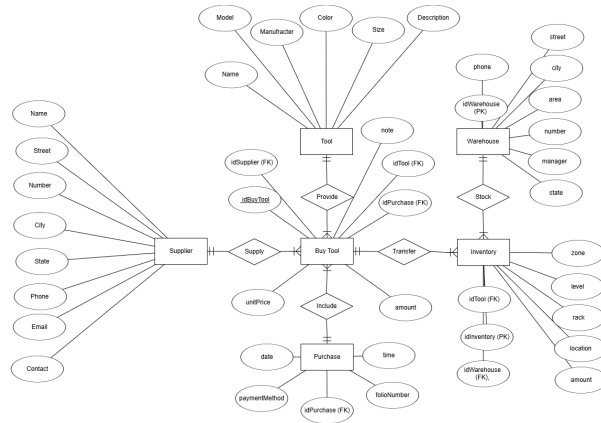 Model
Color
Description
Manufracter
Size
Name
Tool
street
phone
city
idWarehouse (PK)
area
Warehouse
number
manager
state
Name
Street
Number
City
State
Phone
Email
Contact
Supplier
note
idSupplier (FK)
idTool (FK)
idBuyTool
Provide
idPurchase (FK)
Stock
Supply
Buy Tool
Transfer
Inventory
zone
level
rack
location
amount
unitPrice
Include
amount
idTool (FK)
idInventory (PK)
idWarehouse
(FK),
date
Purchase
time
paymentMethod
idPurchase (FK)
folioNumber